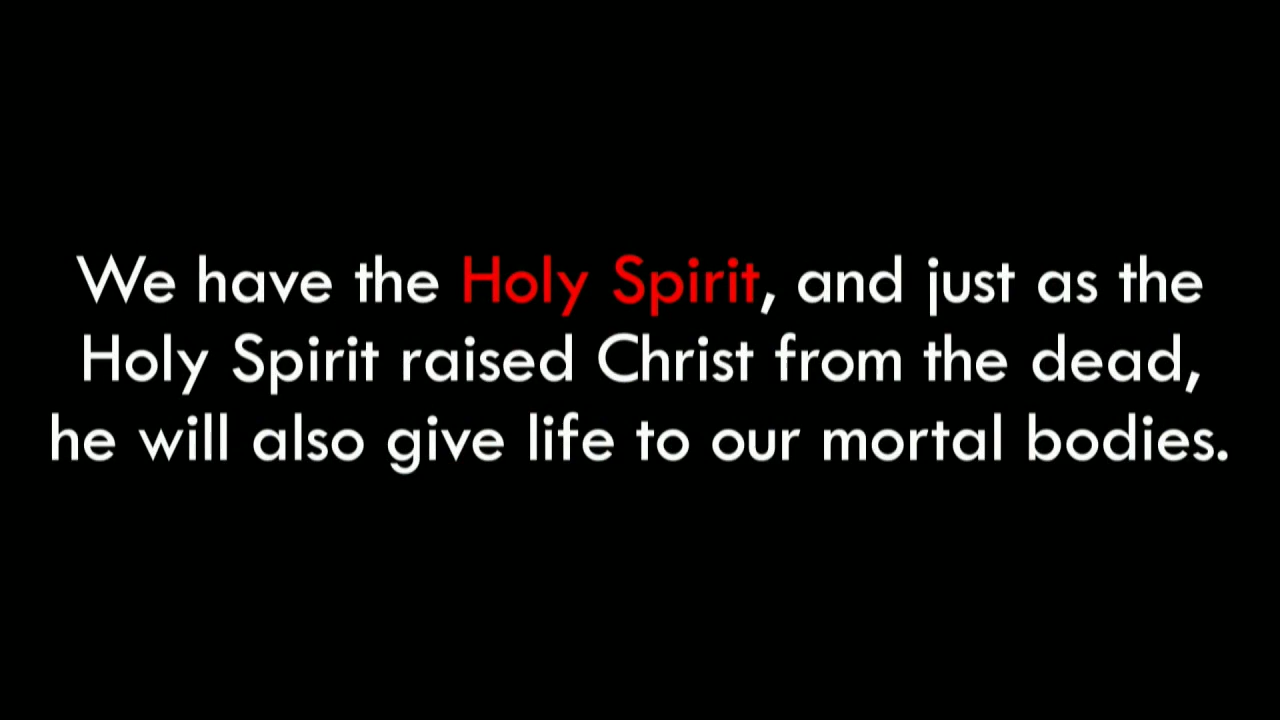 We have the Holy Spirit, and just as the
Holy Spirit raised Christ from the dead,
he will also give life to our mortal bodies.